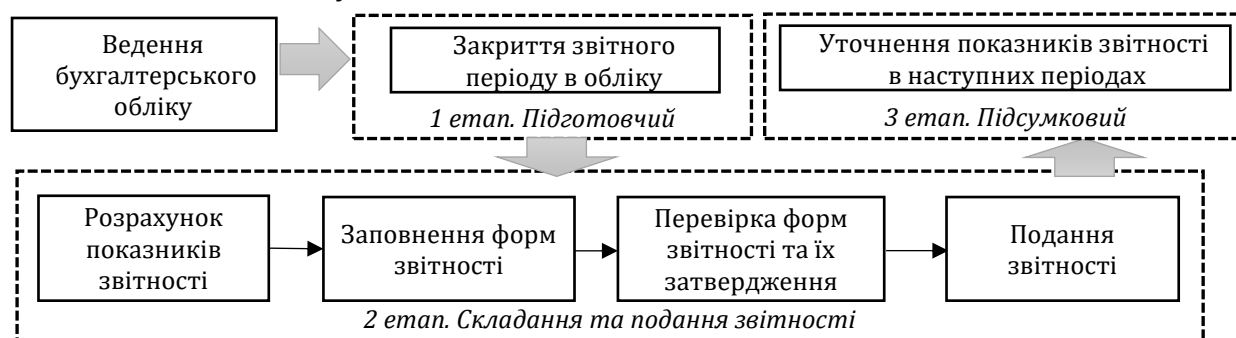 Ведення
бухгалтерського
обліку
Закриття звітного
періоду в обліку
1 етап. Підготовчий
Уточнення показників звітності
в наступних періодах
3 етап. Підсумковий
Розрахунок
показників
звітності
Заповнення форм
звітності
Перевірка форм
звітності та їх
затвердження
Подання
звітності
2 етап. Складання та подання звітності